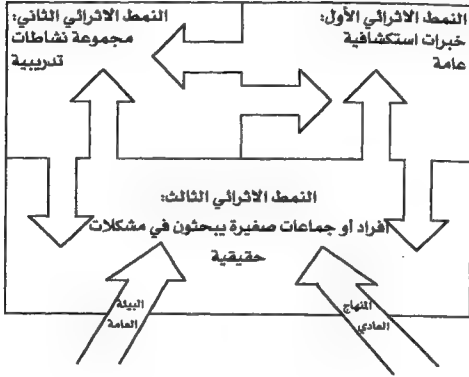 النمط الاثرائي الأول:
خبرات استكشافية
عامة
النمط الاثرائي الثاني:
مجموعة نشاطات
تدريبية
النمط الاثرائي الثالث:
أفراد أو جماعات صغيرة يبحثون في مشكلات
حقيقية
المنهاج
العادي
البيئة
العامة